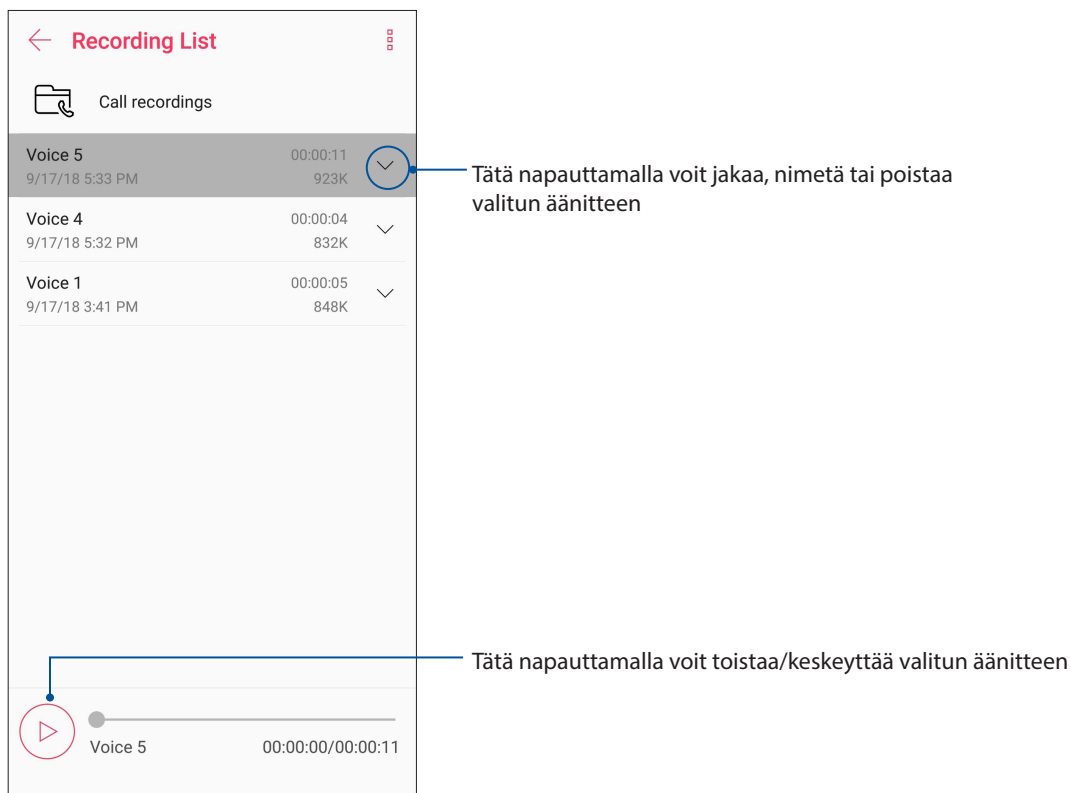 Recording List
Call recordings
Voice 5 00:00:11
9/17/18 5:33 PM 923K
Tätä napauttamalla voit jakaa, nimetä tai poistaa
valitun äänitteen
Voice 4 00:00:04
9/17/18 5:32 PM 832K
Voice 1 00:00:05
9/17/18 3:41 PM 848K
Tätä napauttamalla voit toistaa/keskeyttää valitun äänitteen
Voice 5 00:00:00/00:00:11